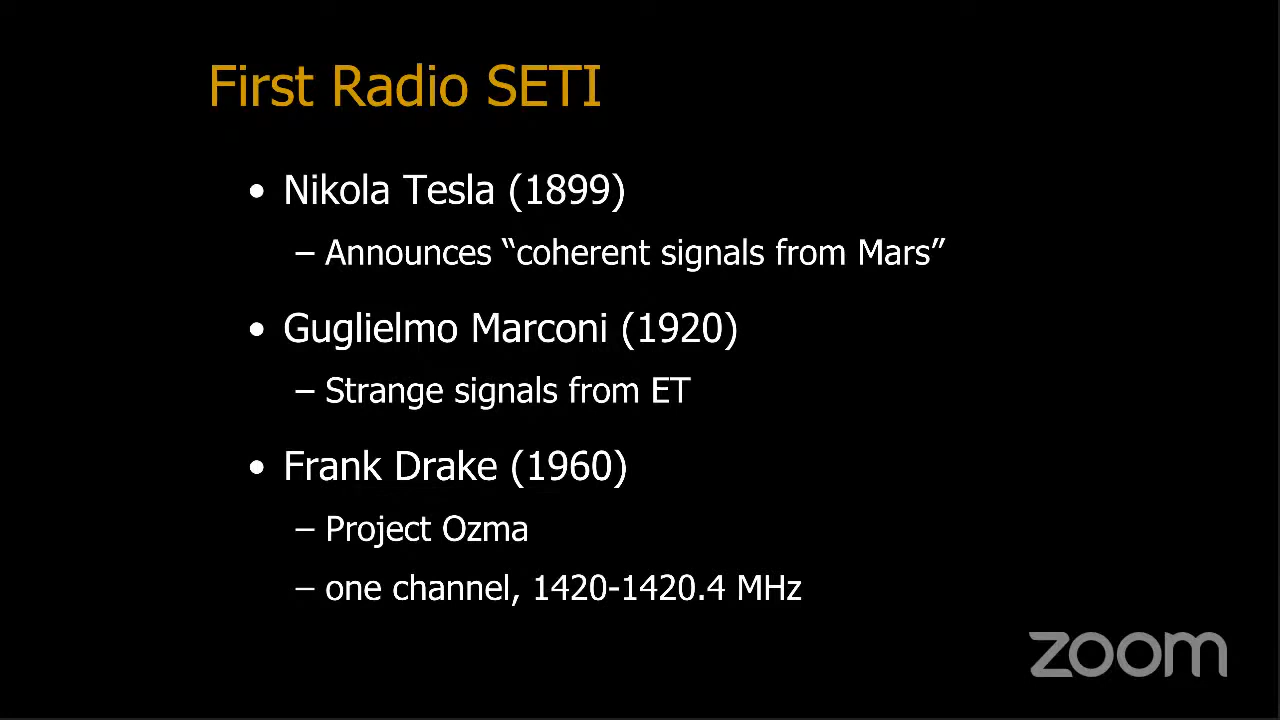 First Radio SETI
• Nikola Tesla (1899)
– Announces “coherent signals from Mars”
• Guglielmo Marconi (1920)
– Strange signals from ET
• Frank Drake (1960)
– Project Ozma
– one channel, 1420-1420.4 MHz
zoom